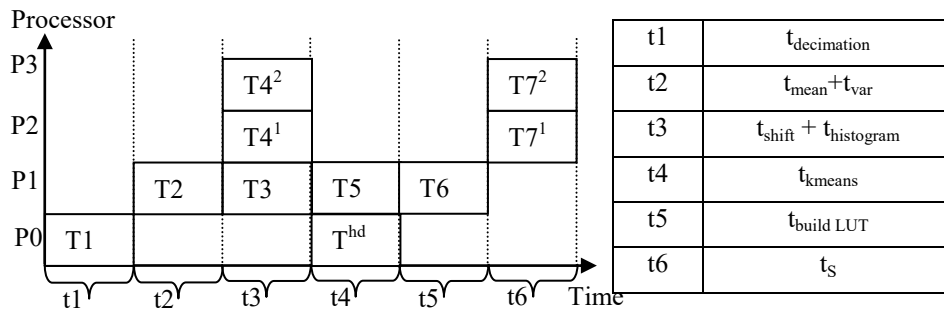 Processor
P3 T4² T7²
P2 T4¹ T7¹
P1 T2 T3 T5 T6
P0 T1 Tʰᵈ
t1 t2 t3 t4 t5 t6 Time
t1 tdecimation
t2 tmean+tvar
t3 tshift + thistogram
t4 tkmeans
t5 tbuild LUT
t6 tS